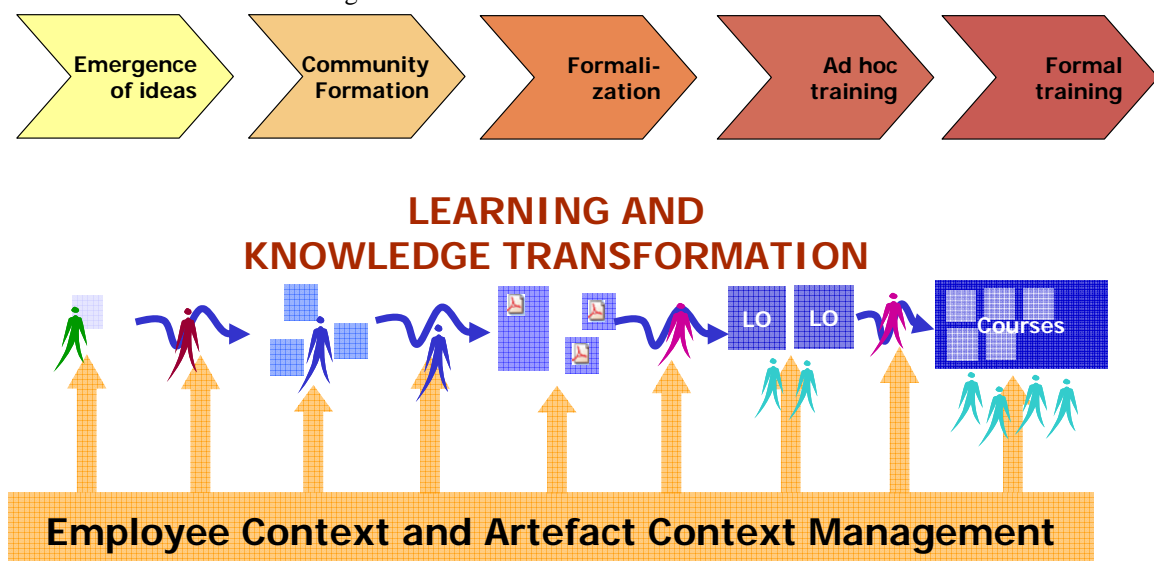 Emergence
of ideas
Community
Formation
Formali-
zation
Ad hoc
training
Formal
training
LEARNING AND
KNOWLEDGE TRANSFORMATION
LO
LO
Courses
Employee Context and Artefact Context Management